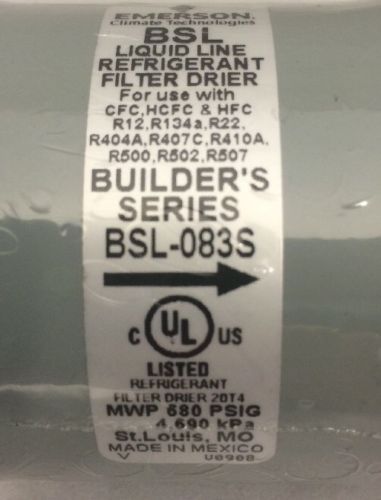 EMERSON
Climate Technologies
BSL
LIQUID LINE
REFRIGERANT
FILTER DRIER
For use with
CFC, HCFC & HFC
R12, R134a, R22,
R404A, R407C, R410A,
R500, R502, R507
BUILDER'S
SERIES
BSL-083S
C UL US
LISTED
REFRIGERANT
FILTER DRIER 20T4
MWP 680 PSIG
4,690 kPa
St. Louis, MO
MADE IN MEXICO
V